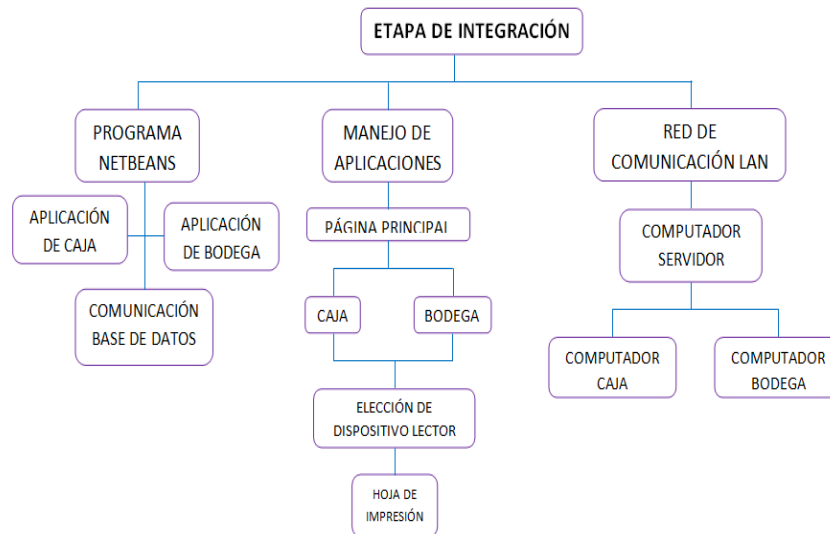 ETAPA DE INTEGRACIÓN
PROGRAMA
NETBEANS
MANEJO DE
APLICACIONES
RED DE
COMUNICACIÓN LAN
APLICACIÓN
DE CAJA
APLICACIÓN
DE BODEGA
COMUNICACIÓN
BASE DE DATOS
PÁGINA PRINCIPAL
CAJA
BODEGA
ELECCIÓN DE
DISPOSITIVO LECTOR
HOJA DE
IMPRESIÓN
COMPUTADOR
SERVIDOR
COMPUTADOR
CAJA
COMPUTADOR
BODEGA